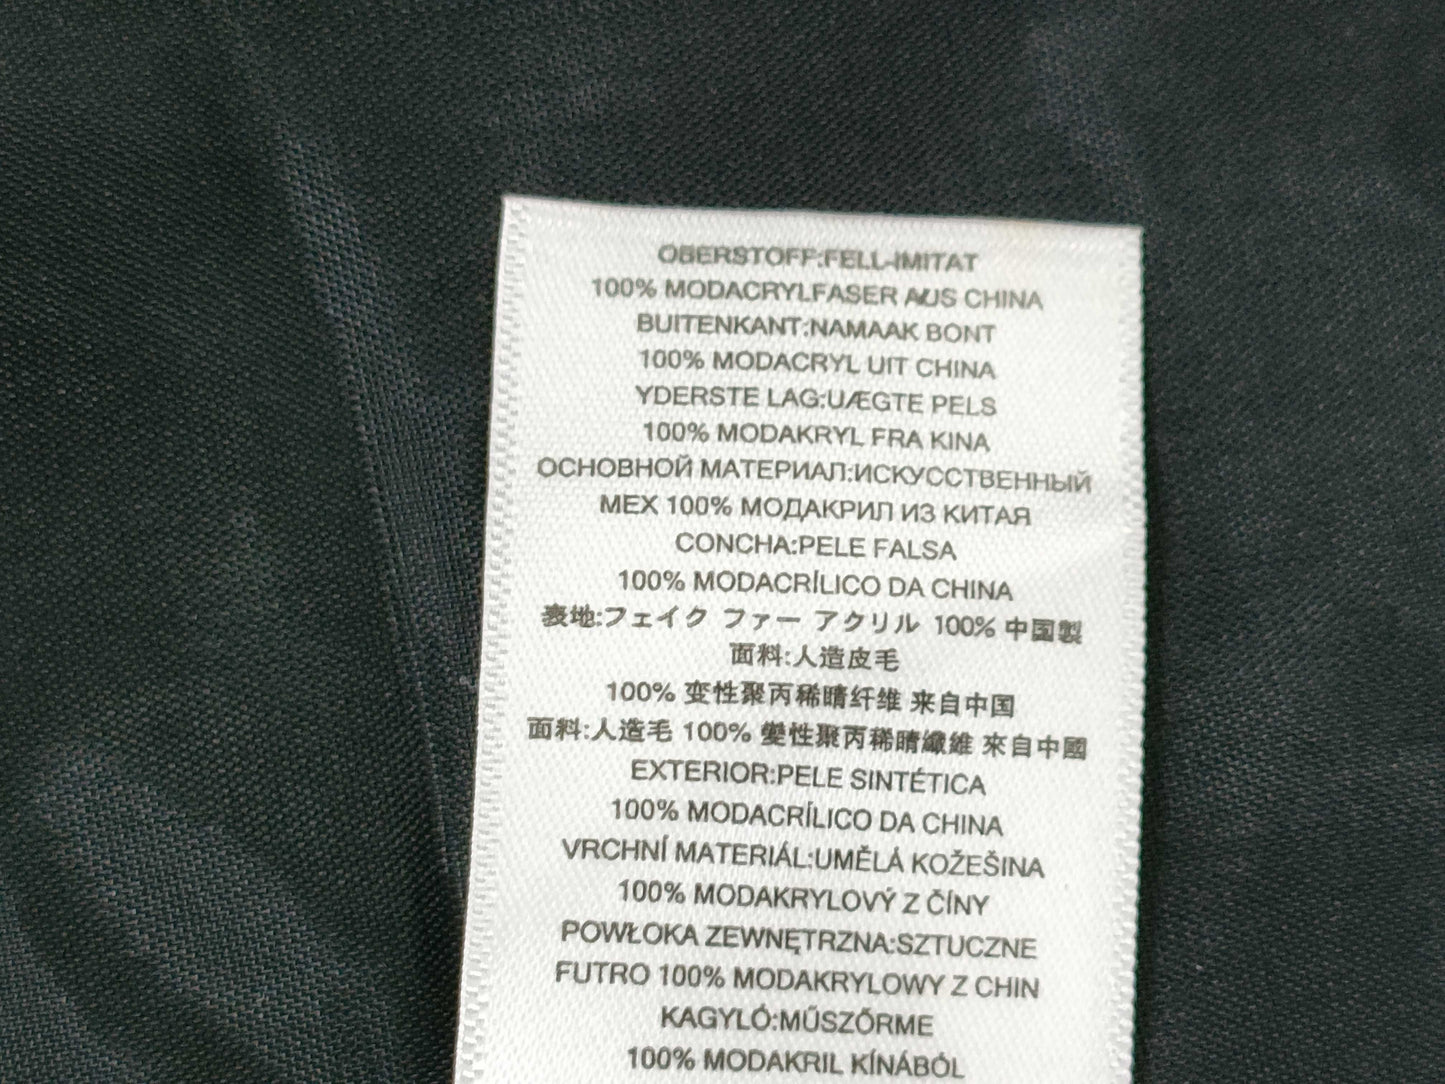 OBERSTOFF:FELL-IMITAT
100% MODACRYLFASER AUS CHINA
BUITENKANT:NAMAAK BONT
100% MODACRYL UIT CHINA
YDERSTE LAG:UÆGTE PELS
100% MODAKRYL FRA KINA
ОСНОВНОЙ МАТЕРИАЛ:ИСКУССТВЕННЫЙ
МЕХ 100% МОДАКРИЛ ИЗ КИТАЯ
CONCHA:PELE FALSA
100% MODACRÍLICO DA CHINA
表地:フェイク ファー アクリル 100% 中国製
面料:人造皮毛
100% 变性聚丙稀晴纤维 来自中国
面料:人造毛 100% 變性聚丙稀晴纖維 來自中國
EXTERIOR:PELE SINTÉTICA
100% MODACRÍLICO DA CHINA
VRCHNÍ MATERIÁL:UMĚLÁ KOŽEŠINA
100% MODAKRYLOVÝ Z ČÍNY
POWŁOKA ZEWNĘTRZNA:SZTUCZNE
FUTRO 100% MODAKRYLOWY Z CHIN
KAGYLÓ:MŰSZŐRME
100% MODAKRIL KÍNÁBÓL